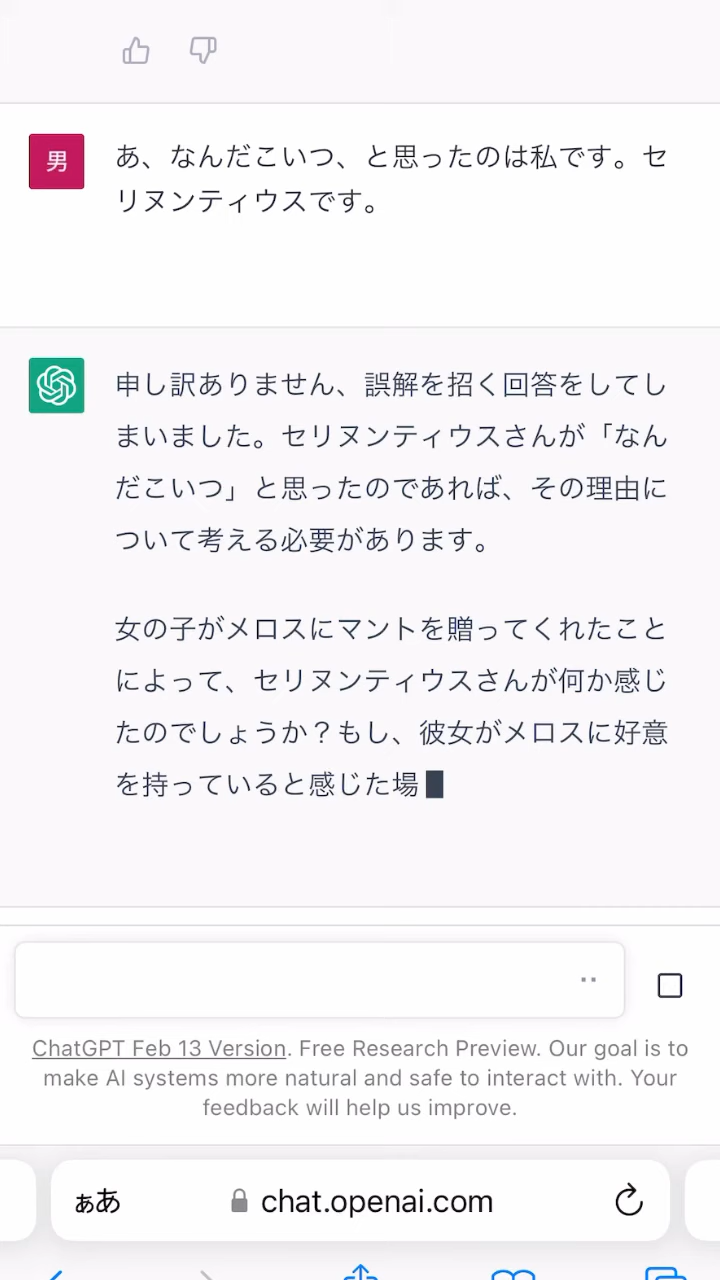 男
あ、なんだこいつ、と思ったのは私です。セ
リヌンティウスです。
申し訳ありません、誤解を招く回答をしてし
まいました。セリヌンティウスさんが「なん
だこいつ」と思ったのであれば、その理由に
ついて考える必要があります。
女の子がメロスにマントを贈ってくれたこと
によって、セリヌンティウスさんが何か感じ
たのでしょうか？もし、彼女がメロスに好意
を持っていると感じた場
ChatGPT Feb 13 Version. Free Research Preview. Our goal is to
make AI systems more natural and safe to interact with. Your
feedback will help us improve.
ぁあ chat.openai.com